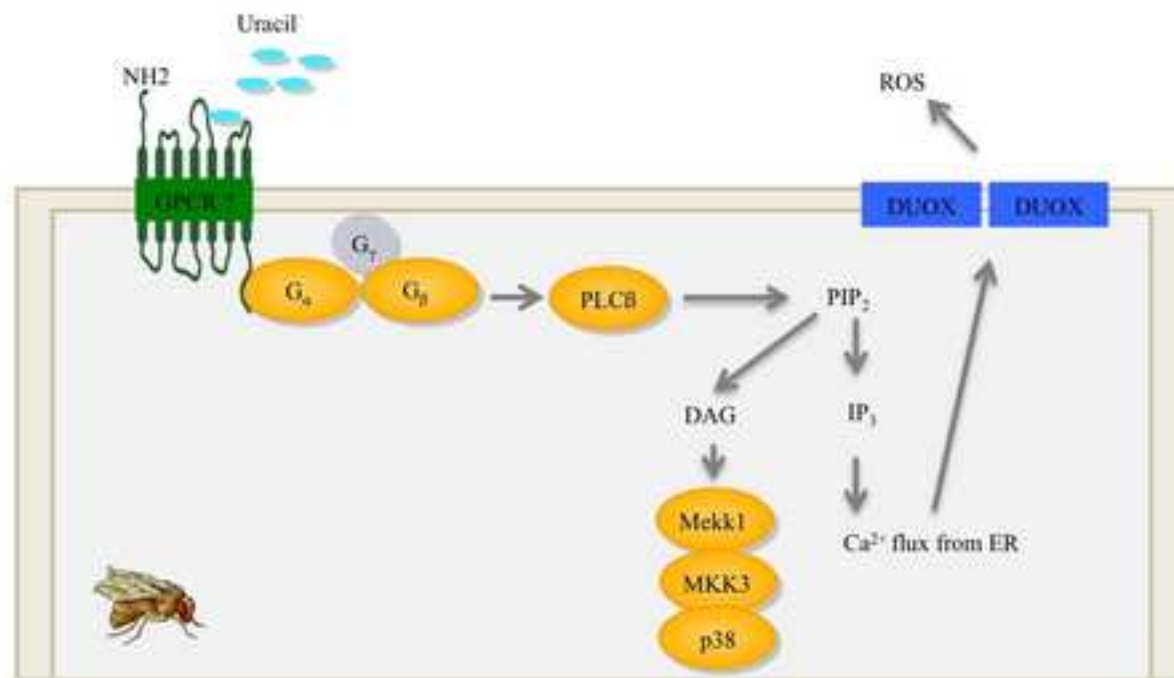 Uracil
NH2
ROS
GPCR ?
DUOX DUOX
Gγ
Gα Gβ PLCß PIP₂
DAG IP₃
Mekk1
Ca²⁺ flux from ER
MKK3
p38